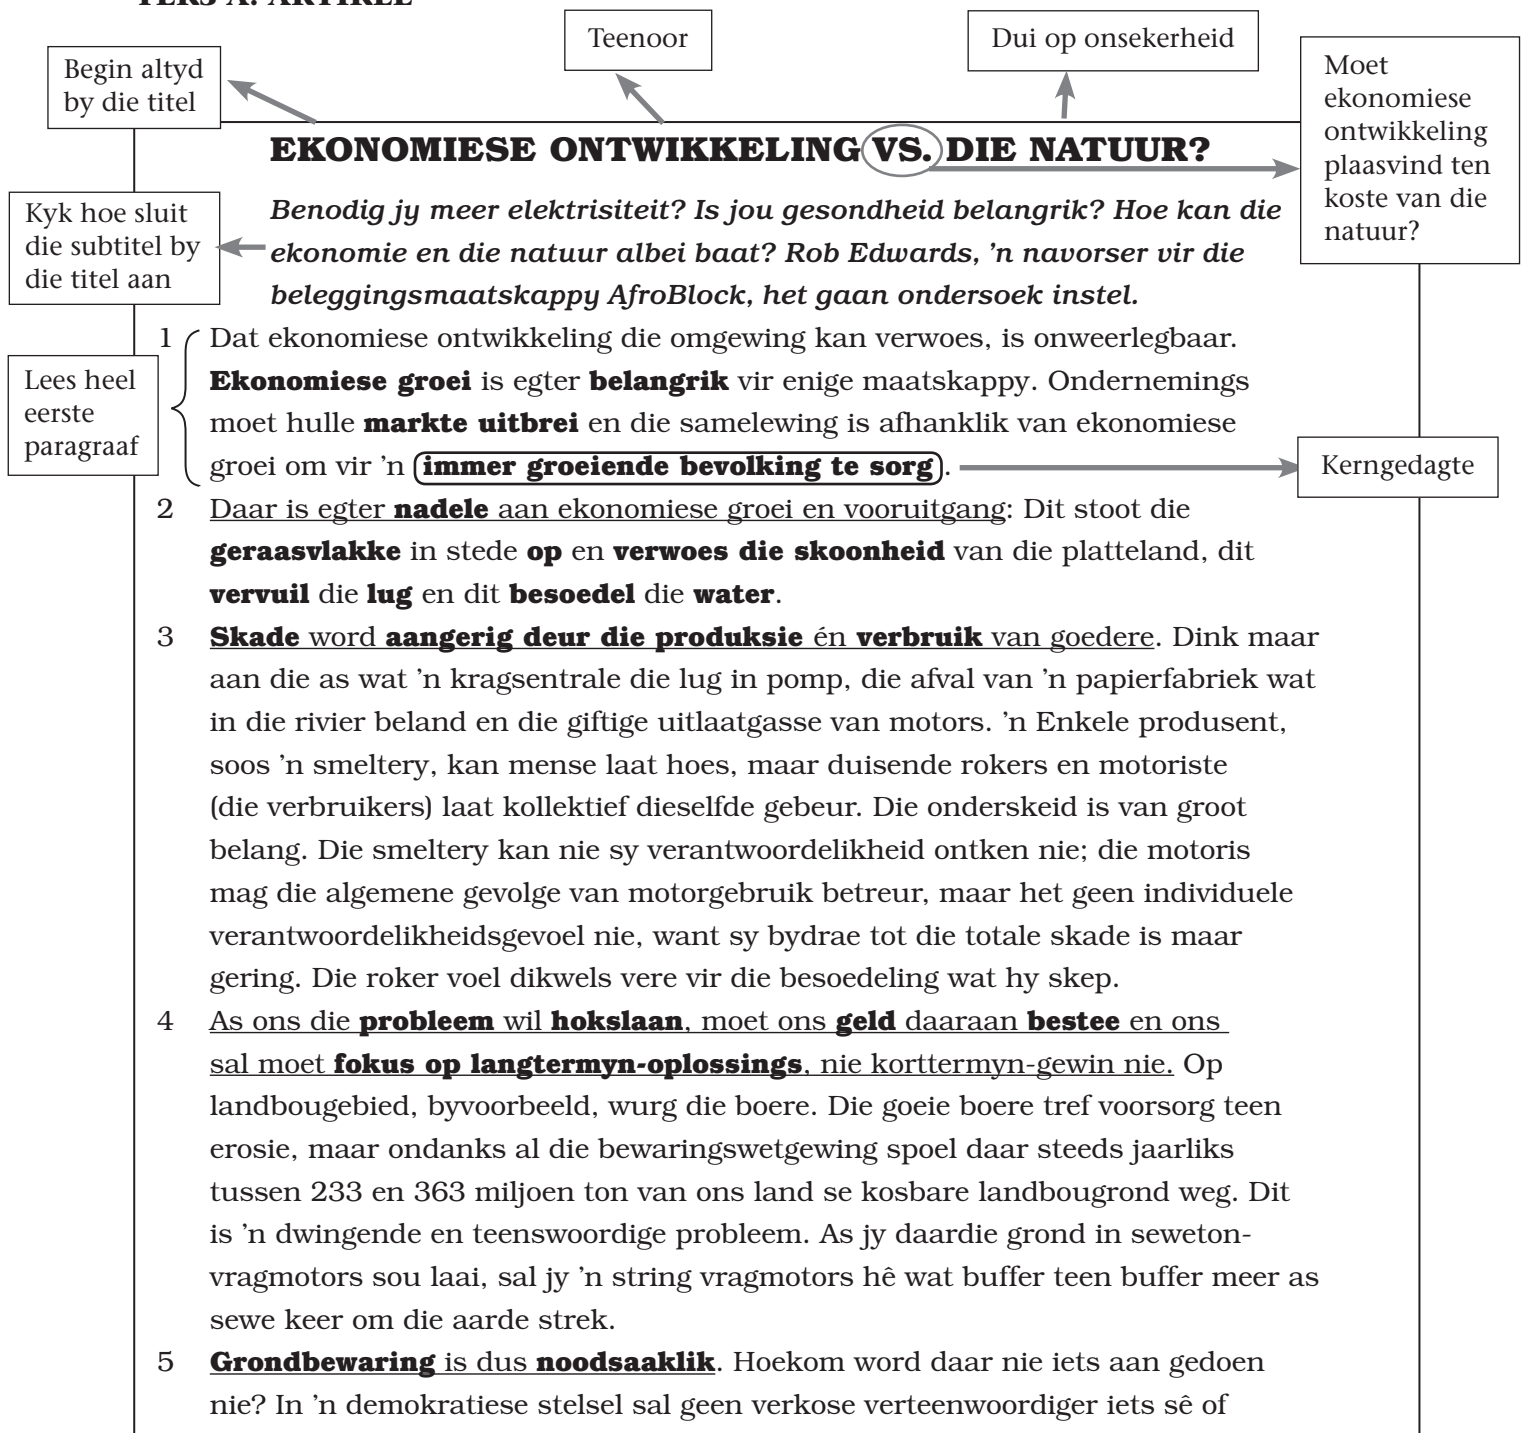 TEKS A: ARTIKEL
Teenoor
Dui op onsekerheid
Begin altyd
by die titel
Moet
ekonomiese
ontwikkeling
plaasvind ten
koste van die
natuur?
EKONOMIESE ONTWIKKELING VS. DIE NATUUR?
Kyk hoe sluit
die subtitel by
die titel aan
Benodig jy meer elektrisiteit? Is jou gesondheid belangrik? Hoe kan die
ekonomie en die natuur albei baat? Rob Edwards, ’n navorser vir die
beleggingsmaatskappy AfroBlock, het gaan ondersoek instel.
Lees heel
eerste
paragraaf
1 Dat ekonomiese ontwikkeling die omgewing kan verwoes, is onweerlegbaar.
Ekonomiese groei is egter belangrik vir enige maatskappy. Ondernemings
moet hulle markte uitbrei en die samelewing is afhanklik van ekonomiese
groei om vir ’n immer groeiende bevolking te sorg.
Kerngedagte
2 Daar is egter nadele aan ekonomiese groei en vooruitgang: Dit stoot die
geraasvlakke in stede op en verwoes die skoonheid van die platteland, dit
vervuil die lug en dit besoedel die water.
3 Skade word aangerig deur die produksie én verbruik van goedere. Dink maar
aan die as wat ’n kragsentrale die lug in pomp, die afval van ’n papierfabriek wat
in die rivier beland en die giftige uitlaatgasse van motors. ’n Enkele produsent,
soos ’n smeltery, kan mense laat hoes, maar duisende rokers en motoriste
(die verbruikers) laat kollektief dieselfde gebeur. Die onderskeid is van groot
belang. Die smeltery kan nie sy verantwoordelikheid ontken nie; die motoris
mag die algemene gevolge van motorgebruik betreur, maar het geen individuele
verantwoordelikheidsgevoel nie, want sy bydrae tot die totale skade is maar
gering. Die roker voel dikwels vere vir die besoedeling wat hy skep.
4 As ons die probleem wil hokslaan, moet ons geld daaraan bestee en ons
sal moet fokus op langtermyn-oplossings, nie korttermyn-gewin nie. Op
landbougebied, byvoorbeeld, wurg die boere. Die goeie boere tref voorsorg teen
erosie, maar ondanks al die bewaringswetgewing spoel daar steeds jaarliks
tussen 233 en 363 miljoen ton van ons land se kosbare landbougrond weg. Dit
is ’n dwingende en teenswoordige probleem. As jy daardie grond in seweton-
vragmotors sou laai, sal jy ’n string vragmotors hê wat buffer teen buffer meer as
sewe keer om die aarde strek.
5 Grondbewaring is dus noodsaaklik. Hoekom word daar nie iets aan gedoen
nie? In ’n demokratiese stelsel sal geen verkose verteenwoordiger iets sê of